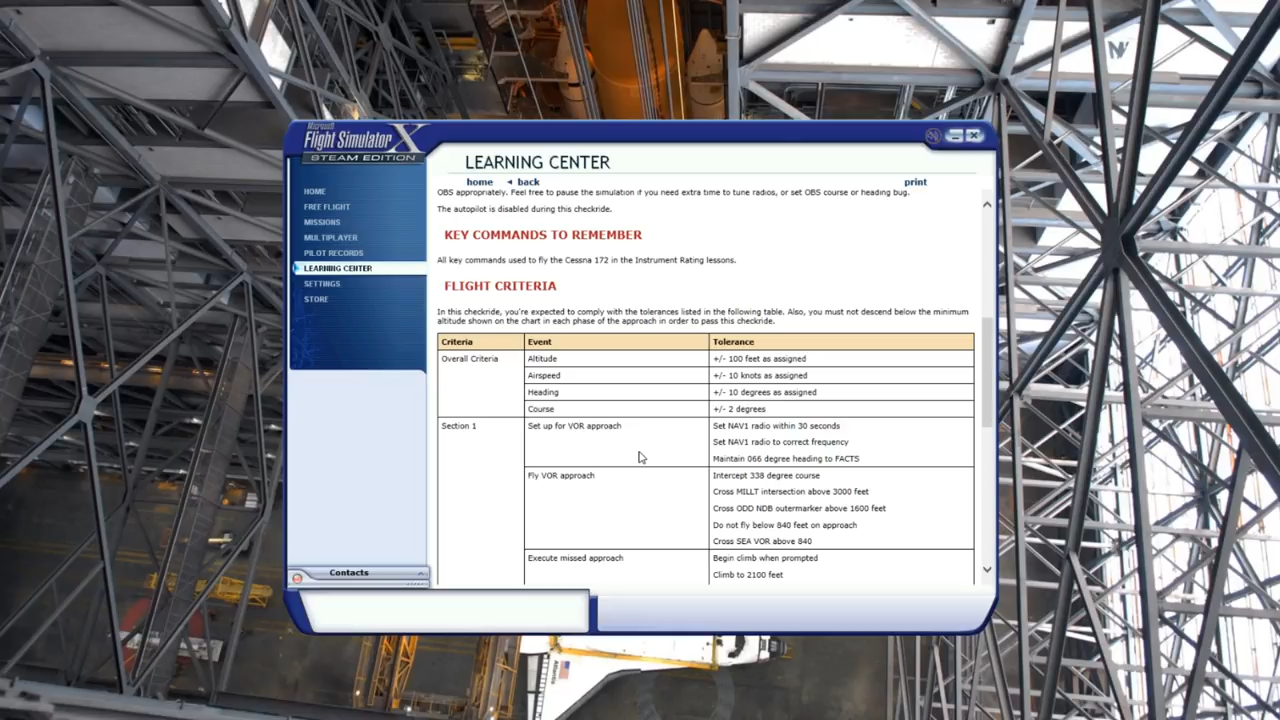 Microsoft
Flight Simulator X
STEAM EDITION
LEARNING CENTER
home ◄ back print
HOME
FREE FLIGHT
MISSIONS
MULTIPLAYER
PILOT RECORDS
LEARNING CENTER
SETTINGS
STORE
Contacts
OBS appropriately. Feel free to pause the simulation if you need extra time to tune radios, or set OBS course or heading bug.
The autopilot is disabled during this checkride.
KEY COMMANDS TO REMEMBER
All key commands used to fly the Cessna 172 in the Instrument Rating lessons.
FLIGHT CRITERIA
In this checkride, you're expected to comply with the tolerances listed in the following table. Also, you must not descend below the minimum
altitude shown on the chart in each phase of the approach in order to pass this checkride.
Criteria Event Tolerance
Overall Criteria Altitude +/- 100 feet as assigned
Airspeed +/- 10 knots as assigned
Heading +/- 10 degrees as assigned
Course +/- 2 degrees
Section 1 Set up for VOR approach Set NAV1 radio within 30 seconds
Set NAV1 radio to correct frequency
Maintain 066 degree heading to FACTS
Fly VOR approach Intercept 338 degree course
Cross MILLT intersection above 3000 feet
Cross ODD NDB outermarker above 1600 feet
Do not fly below 840 feet on approach
Cross SEA VOR above 840
Execute missed approach Begin climb when prompted
Climb to 2100 feet